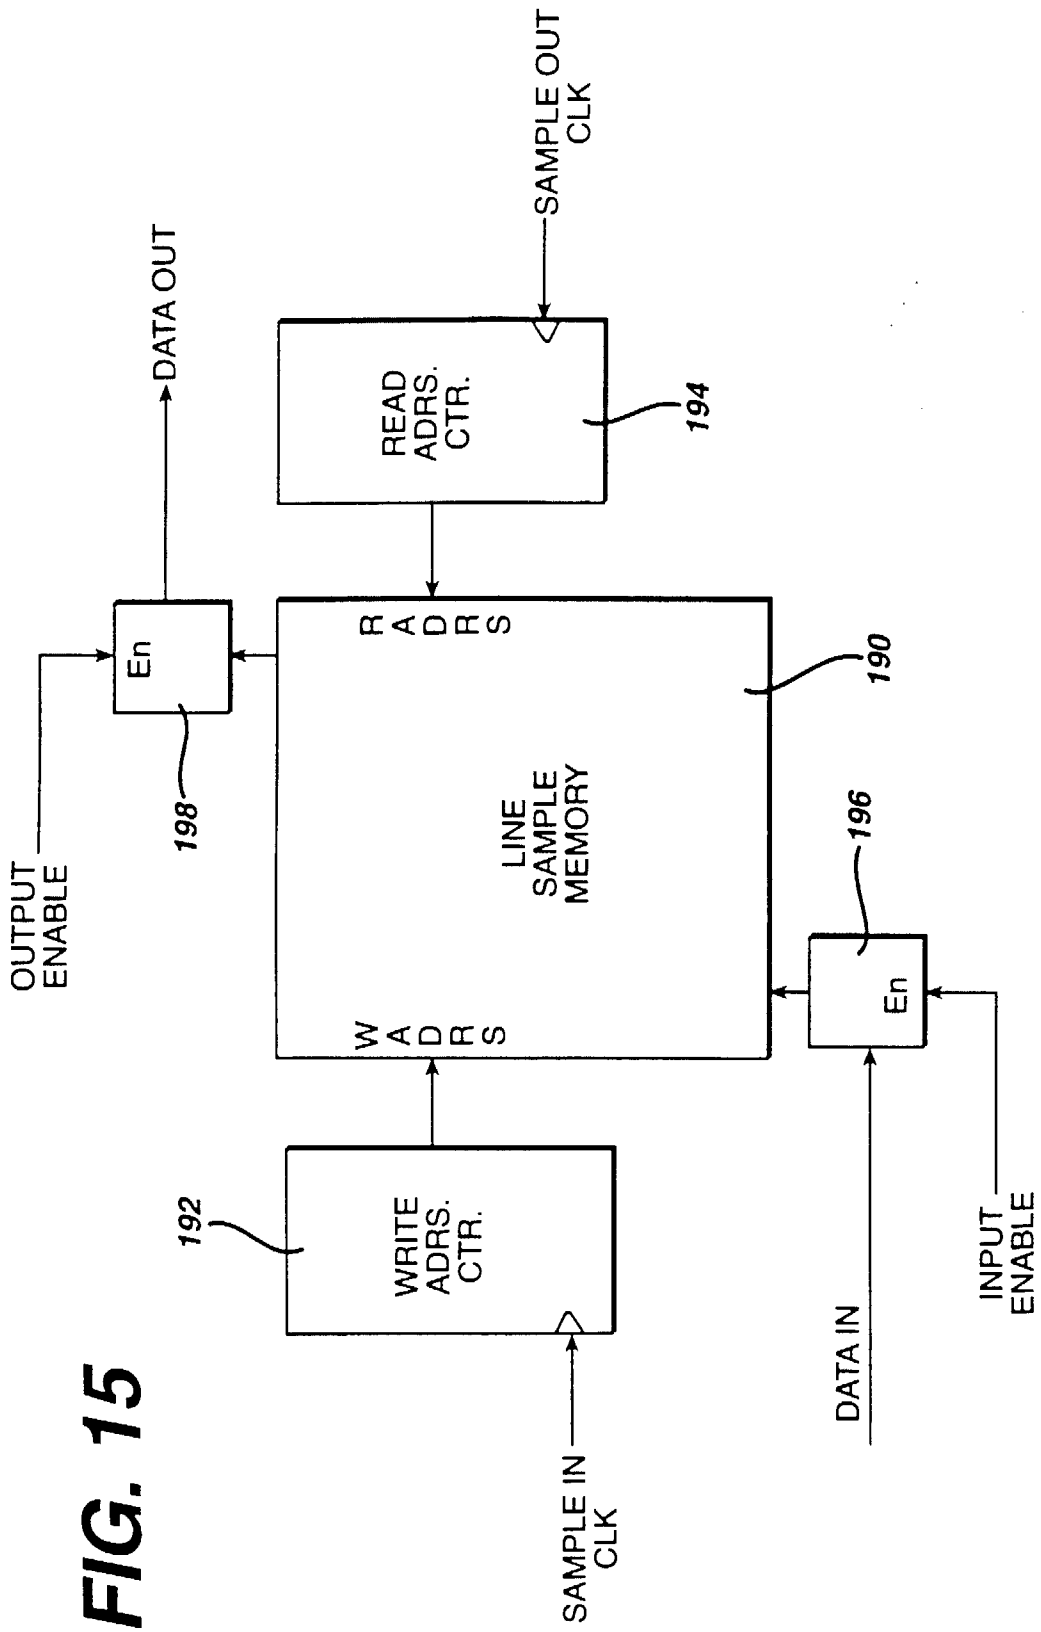 FIG. 15
OUTPUT
ENABLE
En
198
DATA OUT
192
WRITE
ADRS.
CTR.
SAMPLE IN
CLK
W
A
D
R
S
LINE
SAMPLE
MEMORY
R
A
D
R
S
190
READ
ADRS.
CTR.
194
SAMPLE OUT
CLK
DATA IN
En
196
INPUT
ENABLE